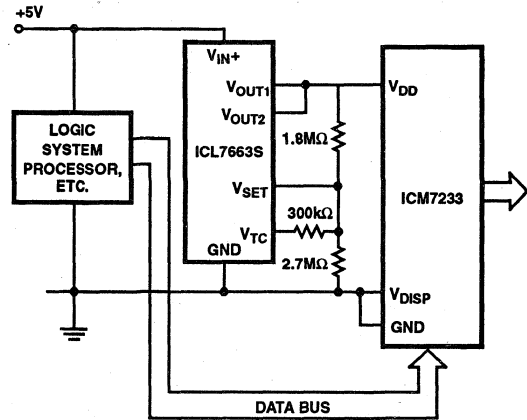 +5V
LOGIC
SYSTEM
PROCESSOR,
ETC.
VIN+
VOUT1
VOUT2
ICL7663S
VSET
VTC
GND
1.8MΩ
300kΩ
2.7MΩ
VDD
ICM7233
VDISP
GND
DATA BUS